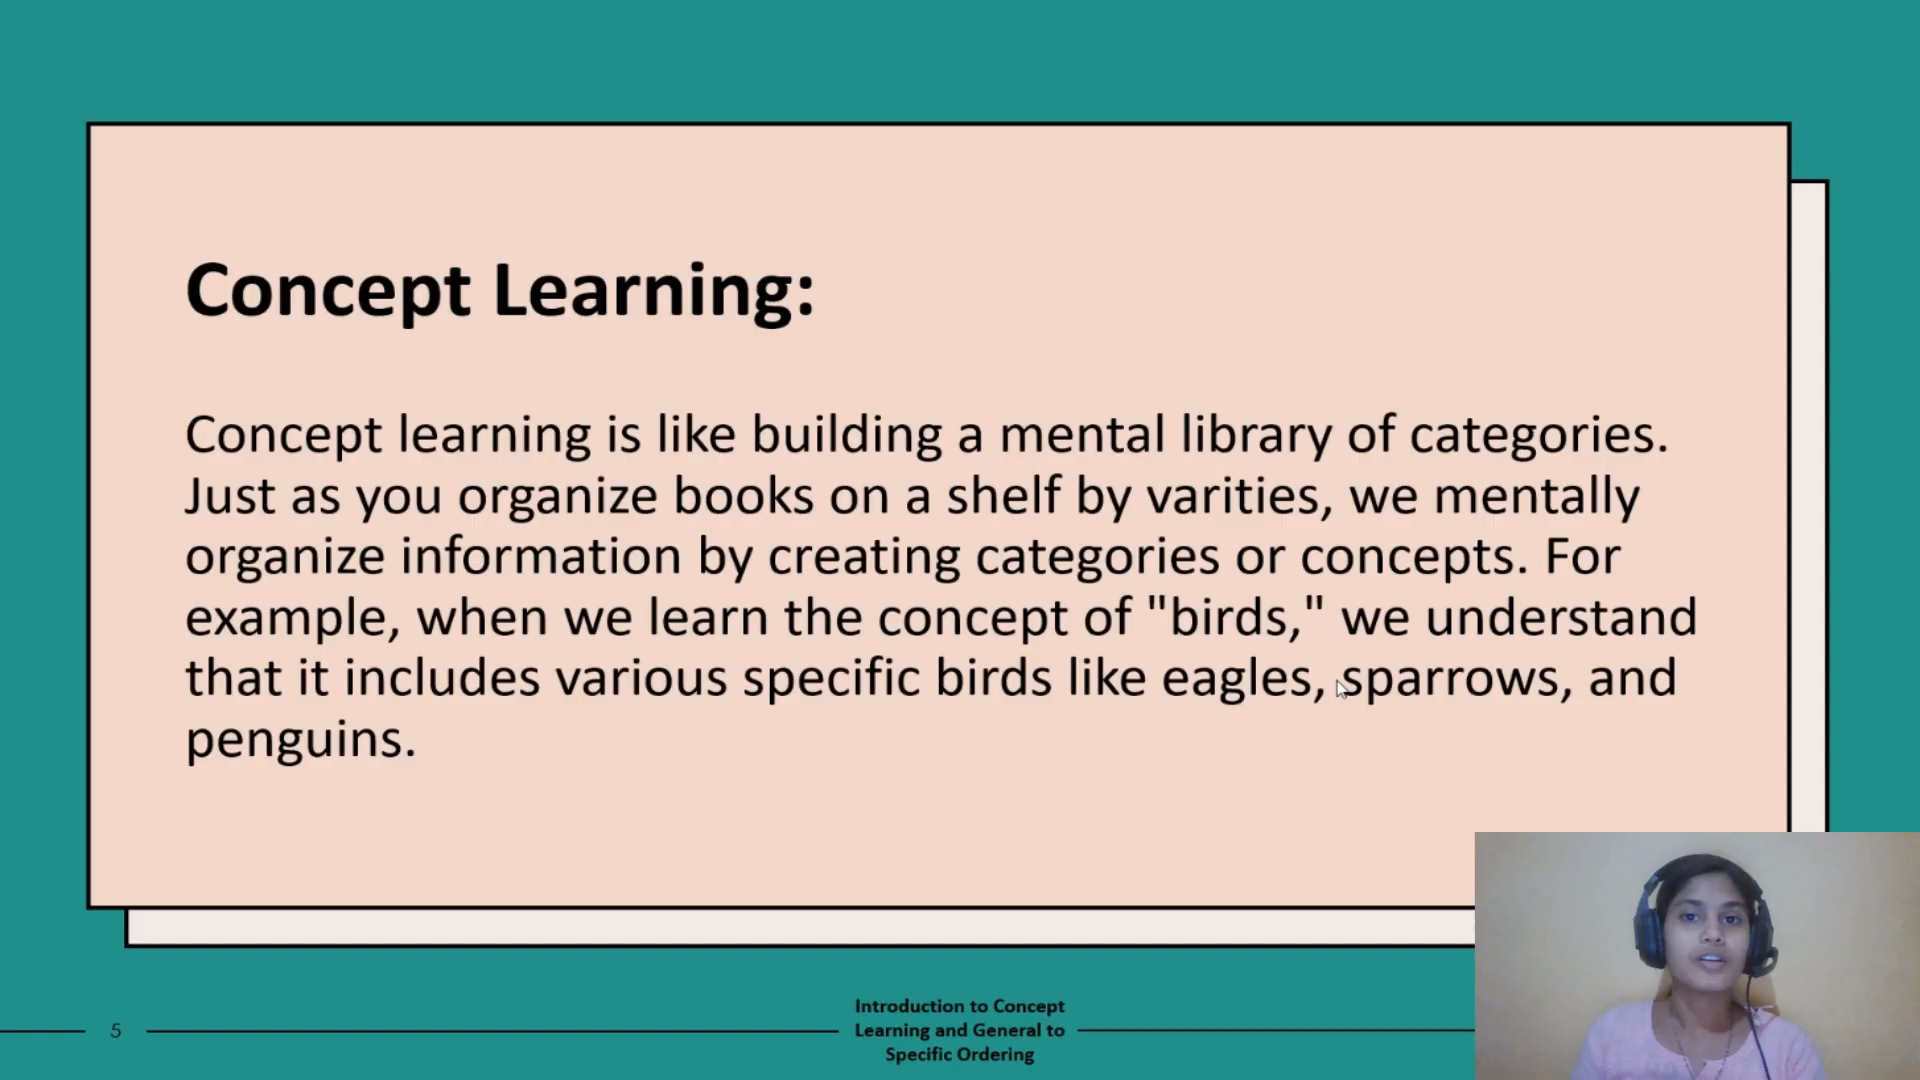 Concept Learning:
Concept learning is like building a mental library of categories.
Just as you organize books on a shelf by varities, we mentally
organize information by creating categories or concepts. For
example, when we learn the concept of "birds," we understand
that it includes various specific birds like eagles, sparrows, and
penguins.
5
Introduction to Concept
Learning and General to
Specific Ordering